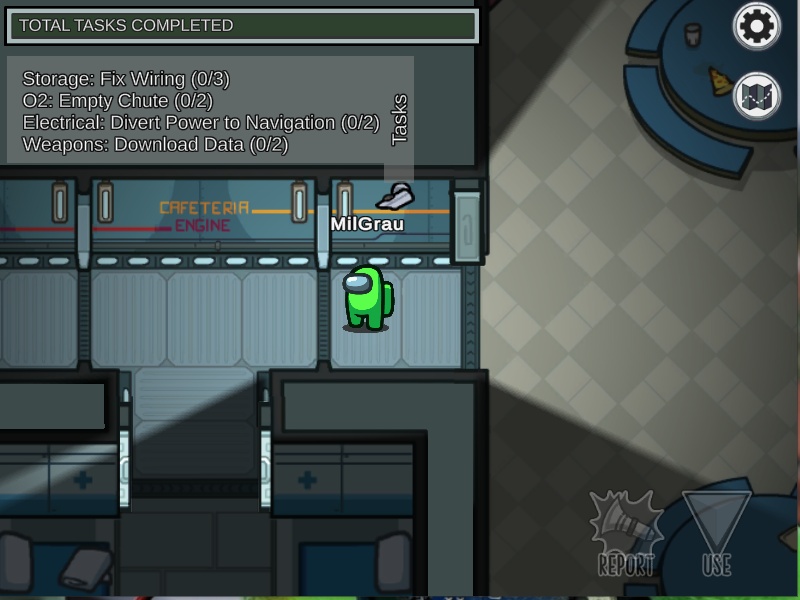 TOTAL TASKS COMPLETED
Storage: Fix Wiring (0/3)
O2: Empty Chute (0/2)
Electrical: Divert Power to Navigation (0/2)
Weapons: Download Data (0/2)
Tasks
CAFETERIA
ENGINE
MilGrau
REPORT
USE